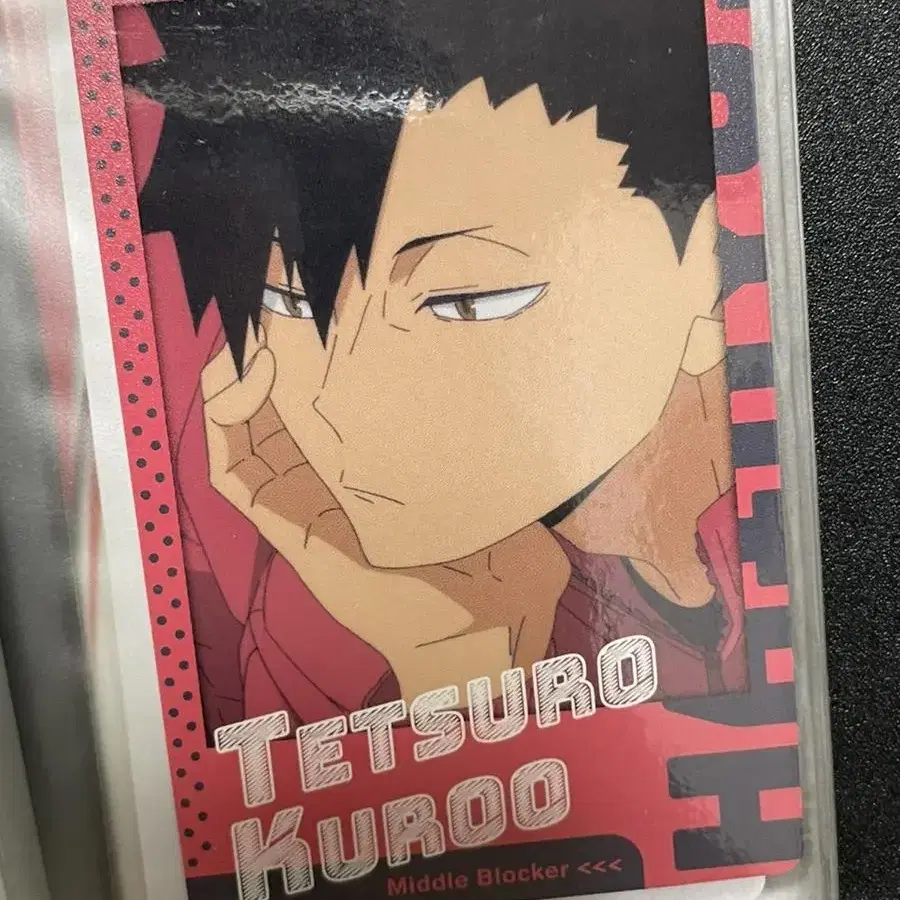 TETSURO
KUROO
Middle Blocker <<<